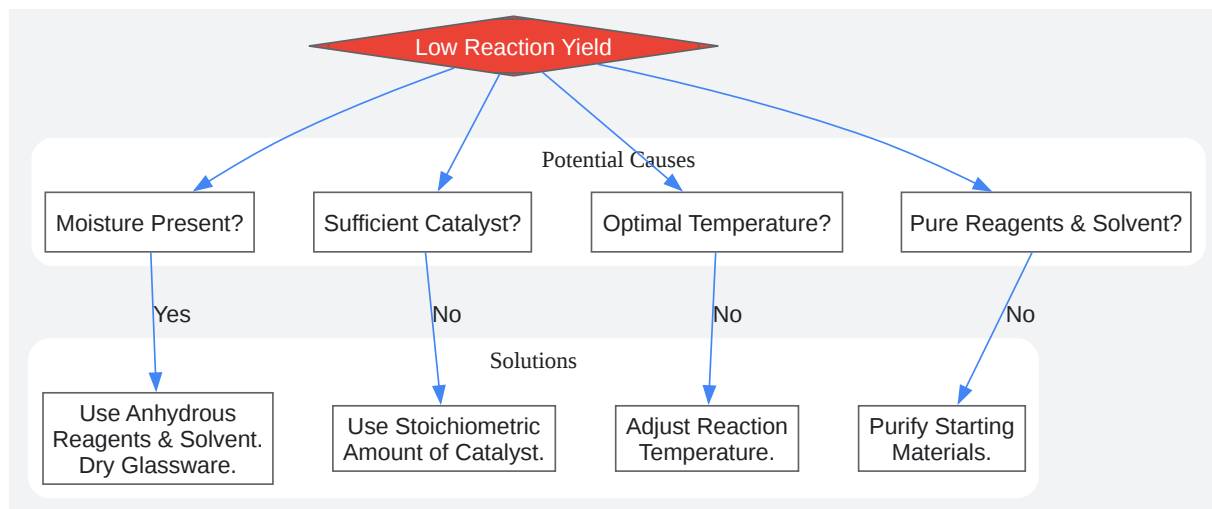 Low Reaction Yield
Potential Causes
Moisture Present?
Sufficient Catalyst?
Optimal Temperature?
Pure Reagents & Solvent?
Yes
No
No
No
Solutions
Use Anhydrous
Reagents & Solvent.
Dry Glassware.
Use Stoichiometric
Amount of Catalyst.
Adjust Reaction
Temperature.
Purify Starting
Materials.